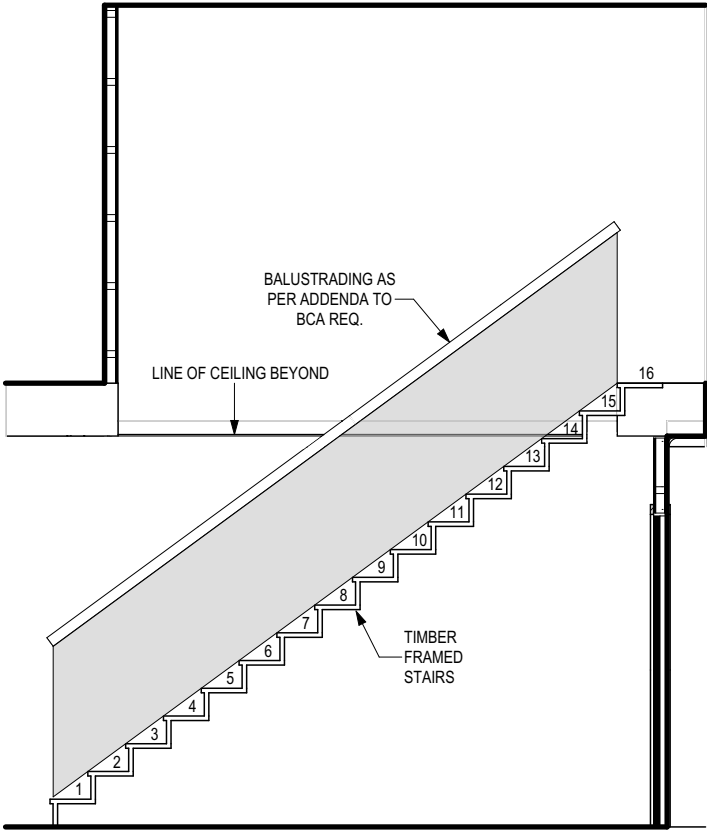 BALUSTRADING AS
PER ADDENDA TO
BCA REQ.
LINE OF CEILING BEYOND
16
15
14
13
12
11
10
9
8
7
6
5
4
3
2
1
TIMBER
FRAMED
STAIRS